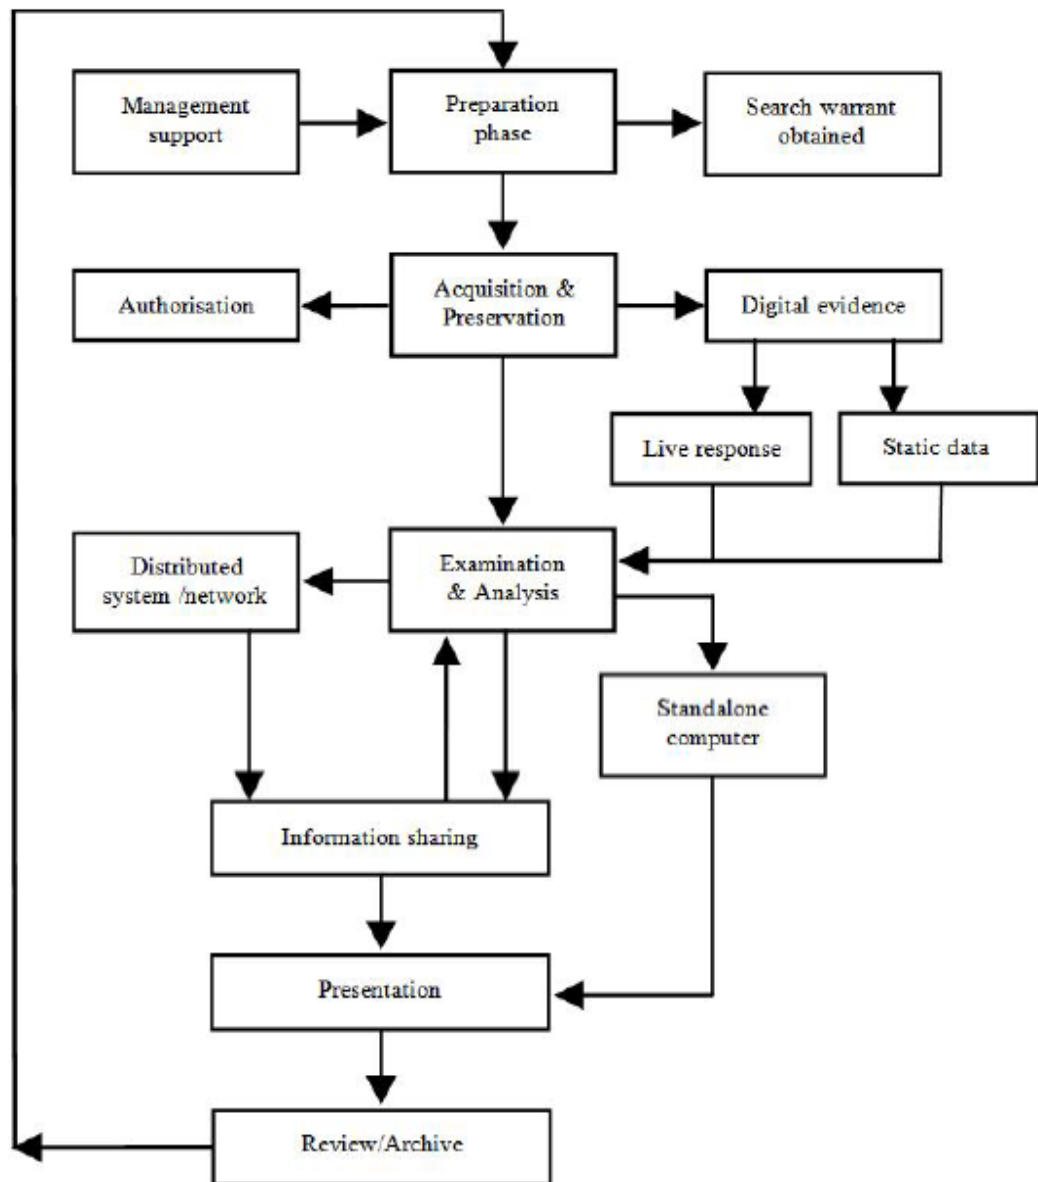 Management
support
Preparation
phase
Search warrant
obtained
Authorisation
Acquisition &
Preservation
Digital evidence
Live response
Static data
Distributed
system /network
Examination
& Analysis
Standalone
computer
Information sharing
Presentation
Review/Archive